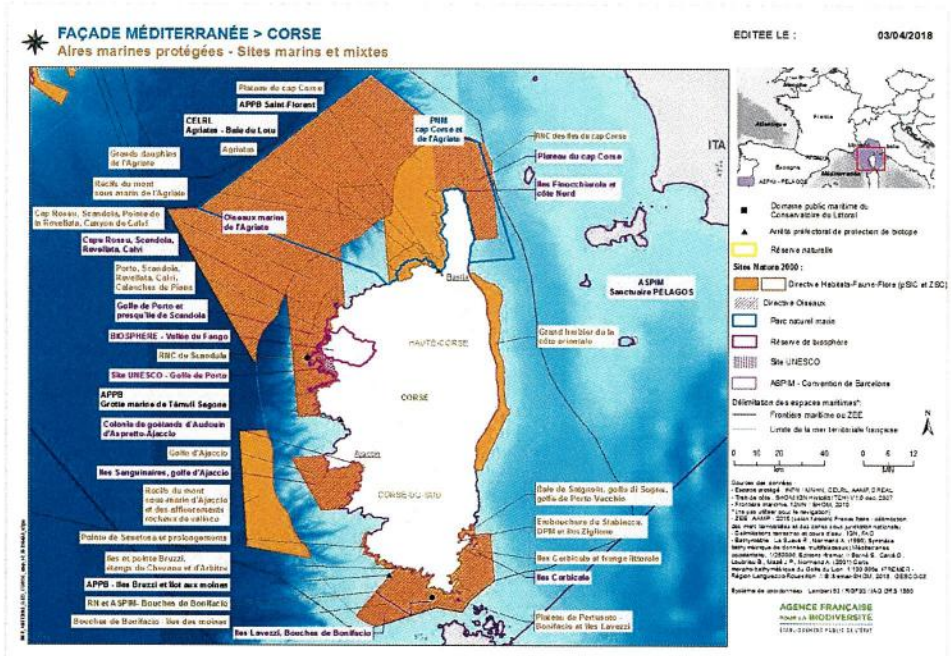 FAÇADE MÉDITERRANÉE > CORSE
Aires marines protégées - Sites marins et mixtes
EDITEE LE :
03/04/2018
Plateau du cap Corse
APPB Saint-Florent
CELRL
Agriates - Baie du Lotu
Agriates
Grands dauphins
de l'Agriate
Récifs du mont
sous marin de l'Agriate
Cap Rossu, Scandola, Pointe de
la Revellata, Canyon de Calvi
Capu Rossu, Scandola,
Revellata, Calvi
Porto, Scandola,
Revellata, Calvi,
Calanches de Piana
Golfe de Porto et
presqu'île de Scandola
BIOSPHÈRE - Vallée du Fango
RNC de Scandola
Site UNESCO - Golfe de Porto
APPB
Grotte marine de Temuli Sagone
Colonie de goélands d'Audouin
d'Aspretto-Ajaccio
Golfe d'Ajaccio
Iles Sanguinaires, golfe d'Ajaccio
Récifs du mont
sous-marin d'Ajaccio
et des affleurements
rocheux de valinco
Pointe de Senetosa et prolongements
Iles et pointe Bruzzi,
étangs de Chevanu et d'Arbitru
APPB - Iles Bruzzi et îlot aux moines
RN et ASPIM- Bouches de Bonifacio
Bouches de Bonifacio - Iles des moines
Iles Lavezzi, Bouches de Bonifacio
Oiseaux marins
de l'Agriate
PNM
cap Corse et
de l'Agriate
RNC des îles du cap Corse
Plateau du cap Corse
Iles Finocchiarola et
côte Nord
Bastia
HAUTE-CORSE
CORSE
Ajaccio
CORSE-DU-SUD
ITA
ASPIM
Sanctuaire PELAGOS
Grand herbier de la
côte orientale
Baie de Stagnolu, golfu di Sognu,
golfe de Porto Vecchio
Embouchure du Stabiaccu,
DPM et îlot Ziglione
Iles Cerbicale et frange littorale
Iles Cerbicale
Plateau de Pertusato -
Bonifacio et îles Lavezzi
Atlantique
France
Espagne
Méditerranée
ASPIM - PELAGOS
Domaine public maritime du
Conservatoire du Littoral
Arrêté préfectoral de protection de biotope
Réserve naturelle
Sites Natura 2000 :
Directive Habitats-Faune-Flore (pSIC et ZSC)
Directive Oiseaux
Parc naturel marin
Réserve de biosphère
Site UNESCO
ASPIM - Convention de Barcelone
Délimitation des espaces maritimes*:
Frontière maritime ou ZEE
Limite de la mer territoriale française
N
0 10 20
km
0 6 12
Sources des données :
AGENCE FRANÇAISE
POUR LA BIODIVERSITÉ
ÉTABLISSEMENT PUBLIC DE L'ÉTAT